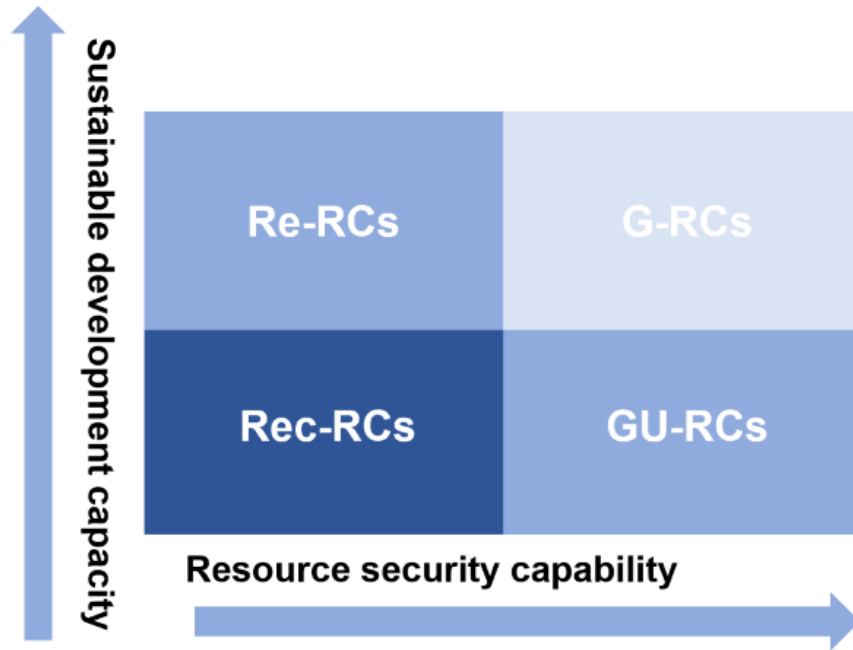 Sustainable development capacity
Re-RCs
G-RCs
Rec-RCs
GU-RCs
Resource security capability